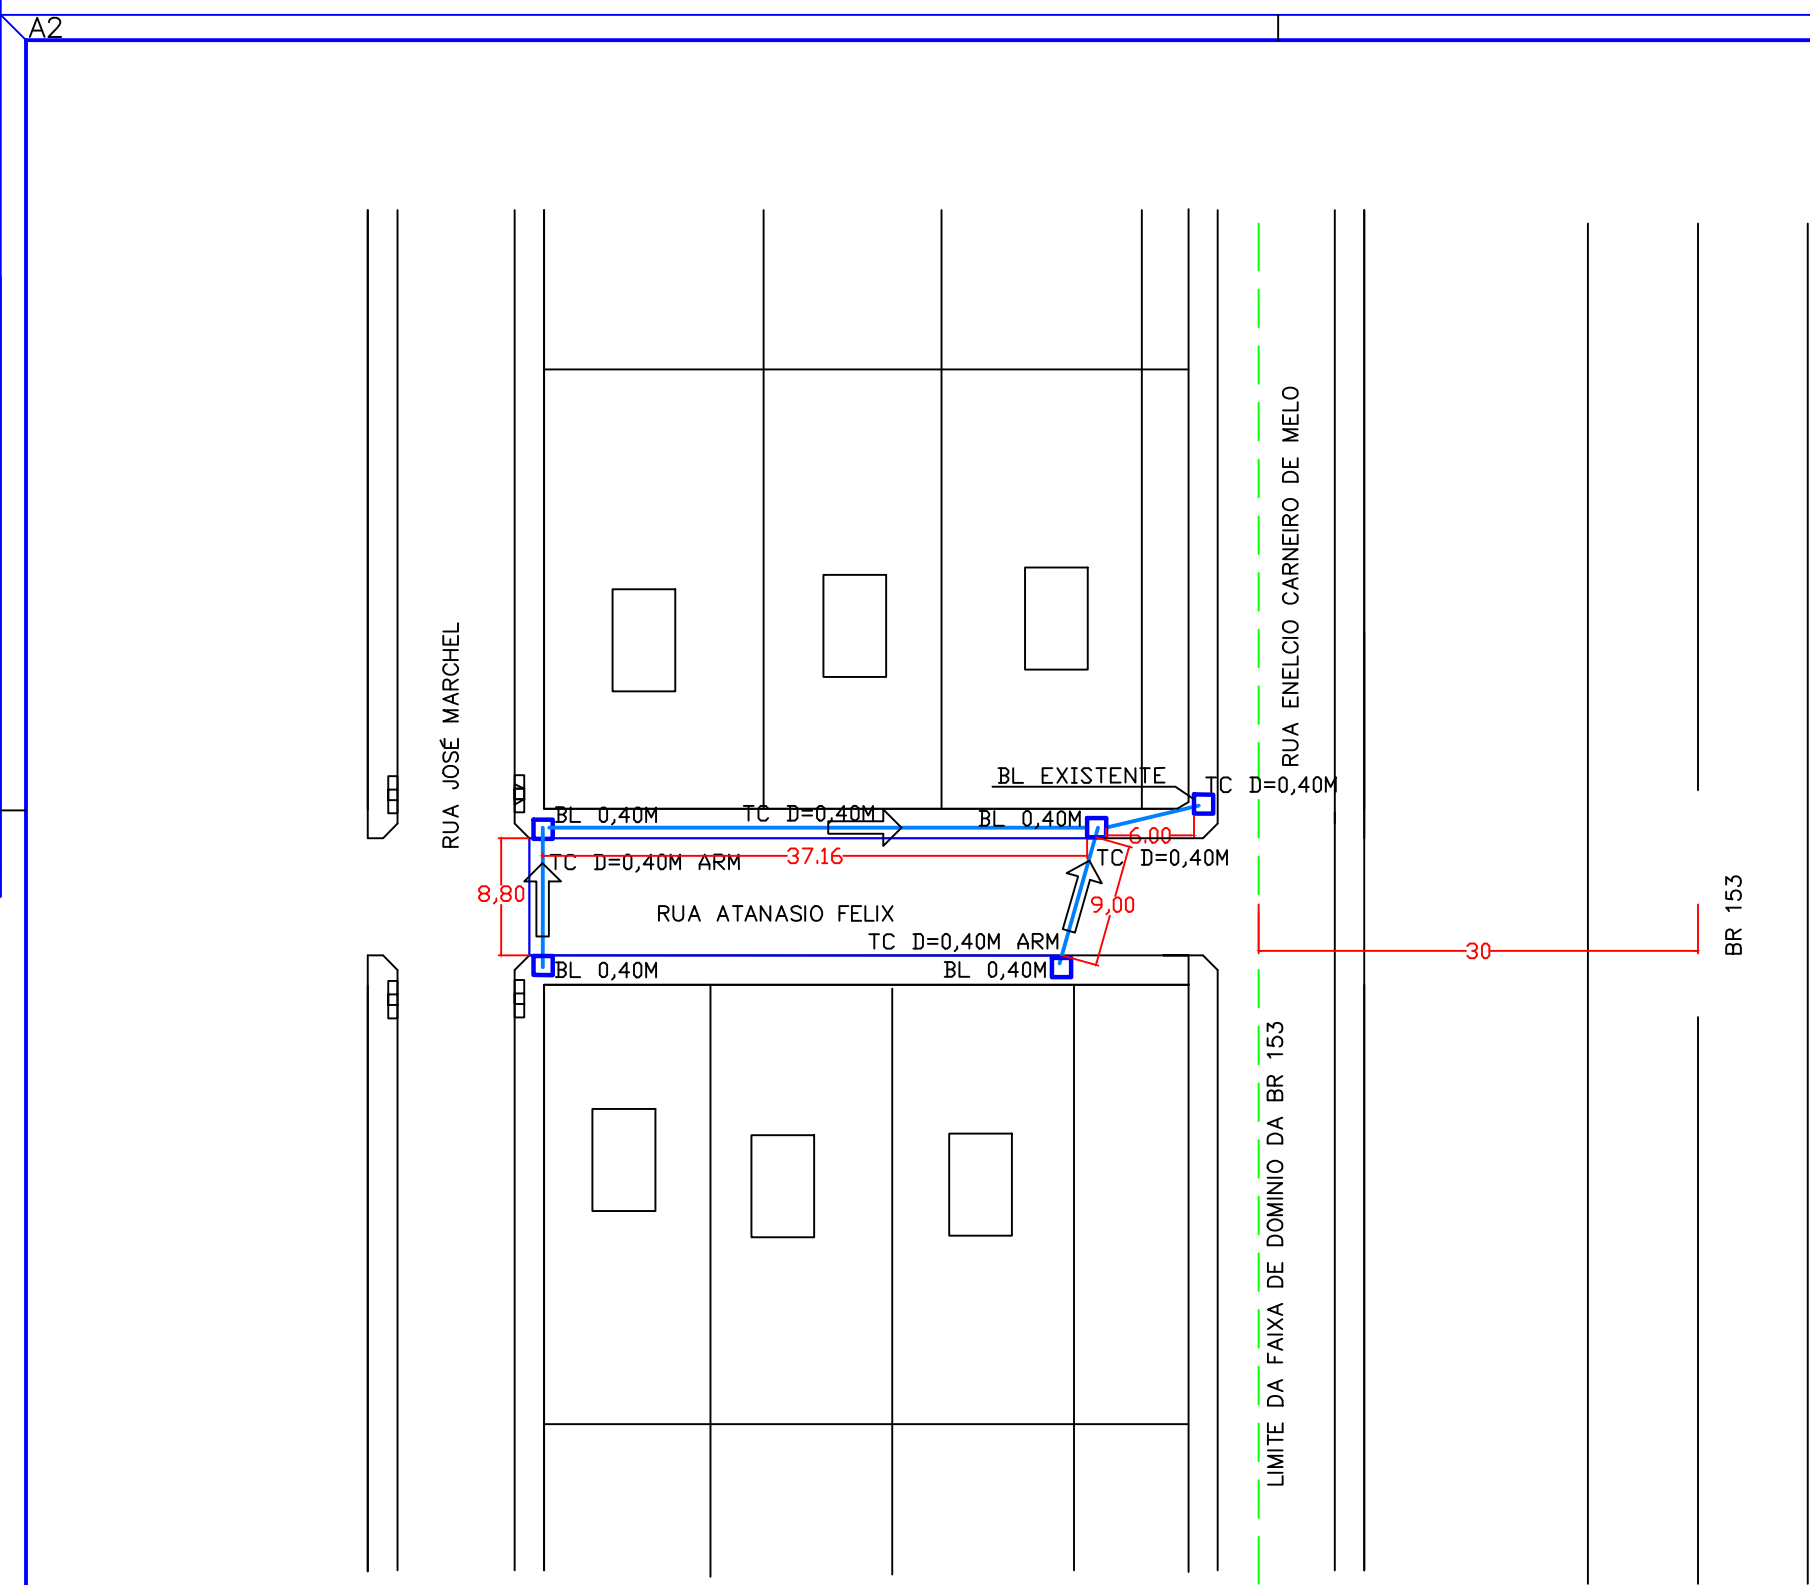 A2
RUA ENELCIO CARNEIRO DE MELO
RUA JOSÉ MARCHEL
BL EXISTENTE
TC D=0,40M
BL 0,40M
TC D=0,40M
BL 0,40M
6.00
37.16
TC D=0,40M ARM
TC D=0,40M
8,80
9,00
RUA ATANASIO FELIX
TC D=0,40M ARM
30
BR 153
BL 0,40M
BL 0,40M
LIMITE DA FAIXA DE DOMINIO DA BR 153